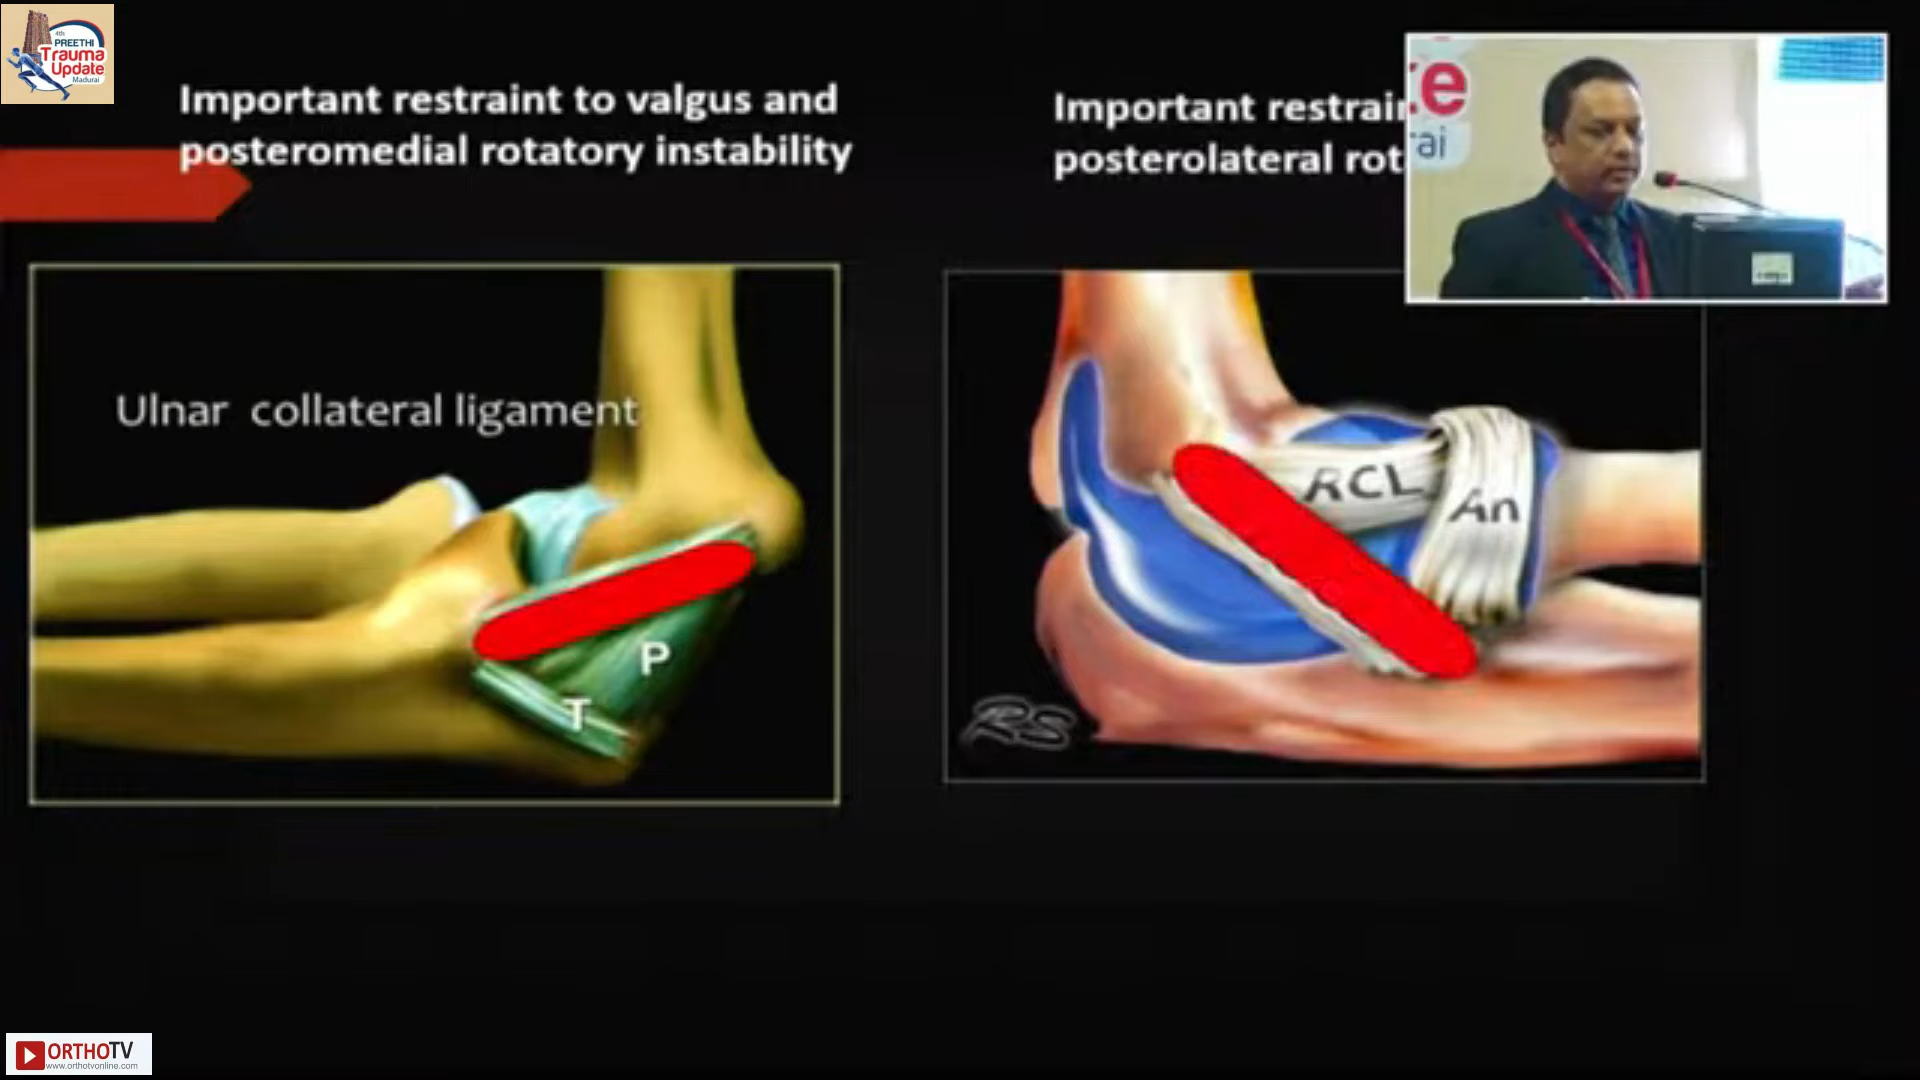 4th
PREETHI
Trauma
Update
Madurai
Important restraint to valgus and
posteromedial rotatory instability
Important restrai
posterolateral rot
e
rai
Ulnar collateral ligament
P
T
RCL
An
RS
ORTHOTV
www.orthotvonline.com